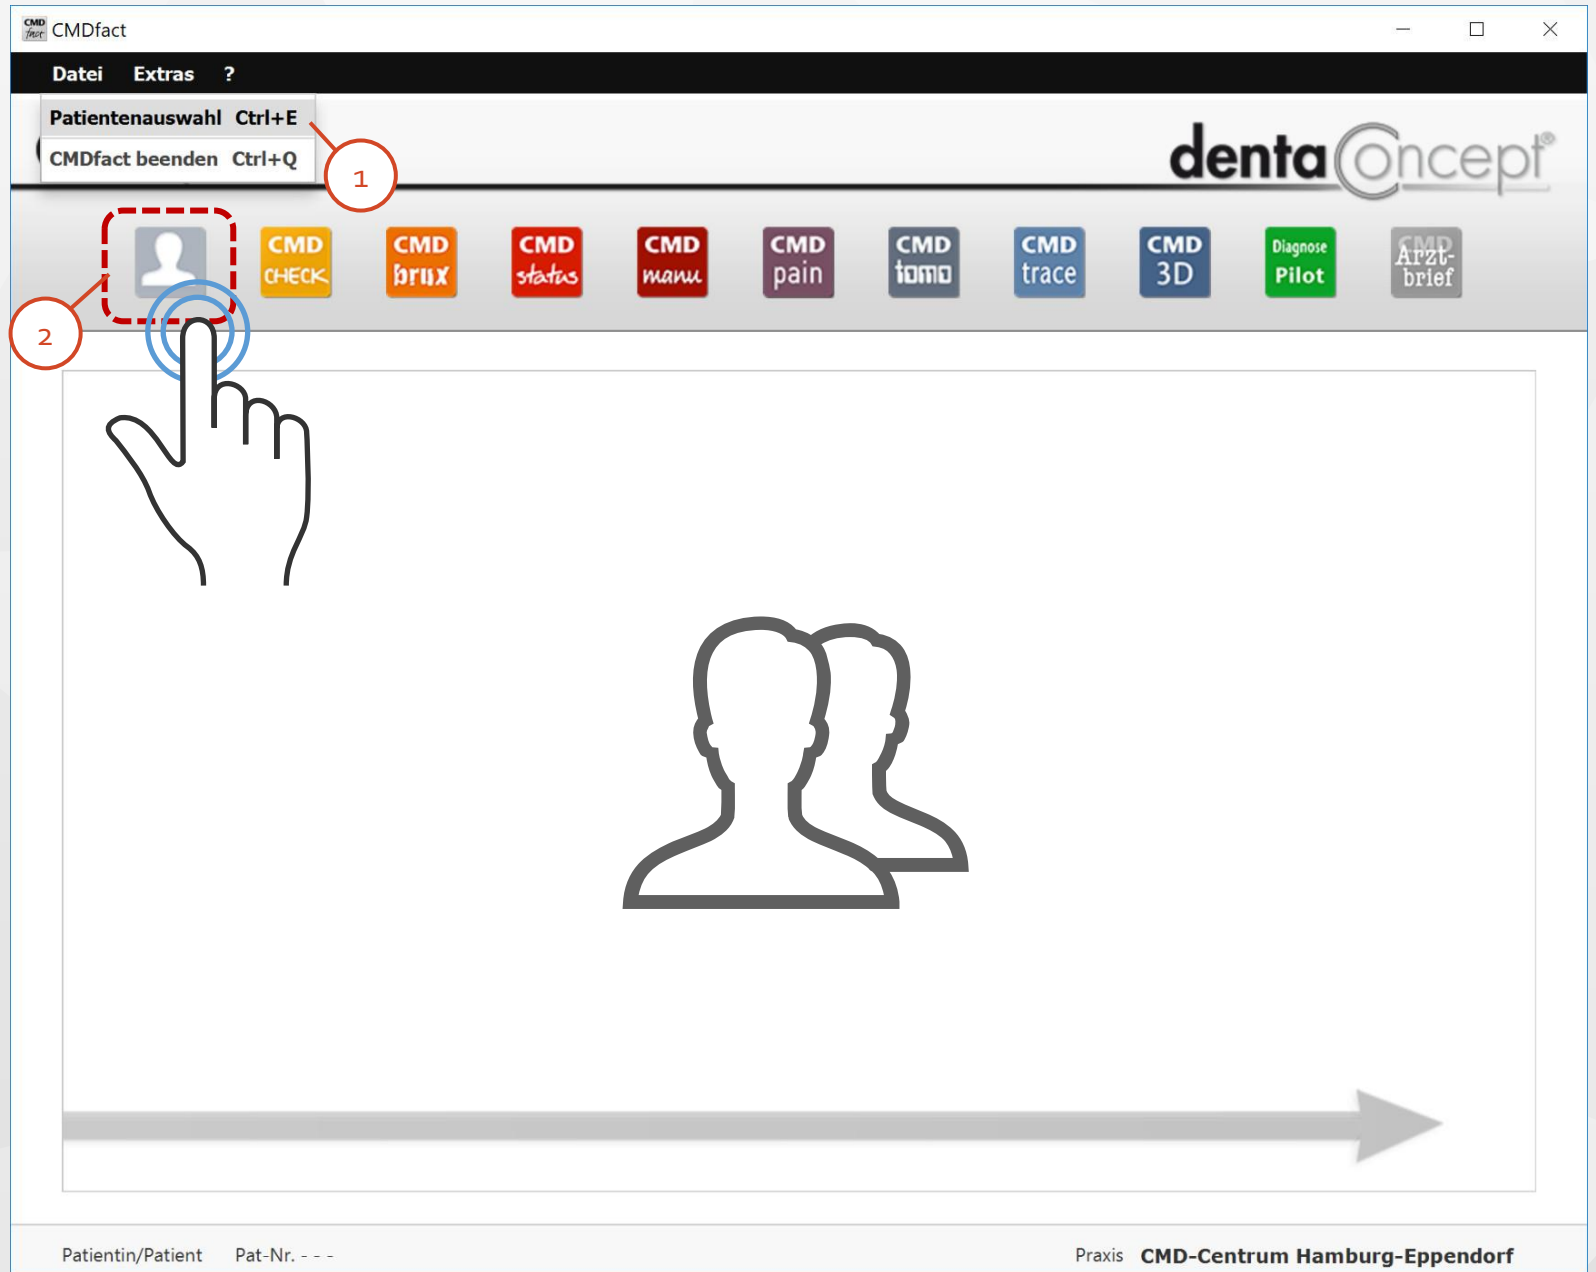 CMD
fact
CMDfact
Datei Extras ?
Patientenauswahl Ctrl+E
CMDfact beenden Ctrl+Q
1
dentaConcept®
CMD
CHECK
CMD
brux
CMD
status
CMD
manu
CMD
pain
CMD
tomo
CMD
trace
CMD
3D
Diagnose
Pilot
CMD
Arzt-
brief
2
Patientin/Patient Pat-Nr. - - -
Praxis CMD-Centrum Hamburg-Eppendorf